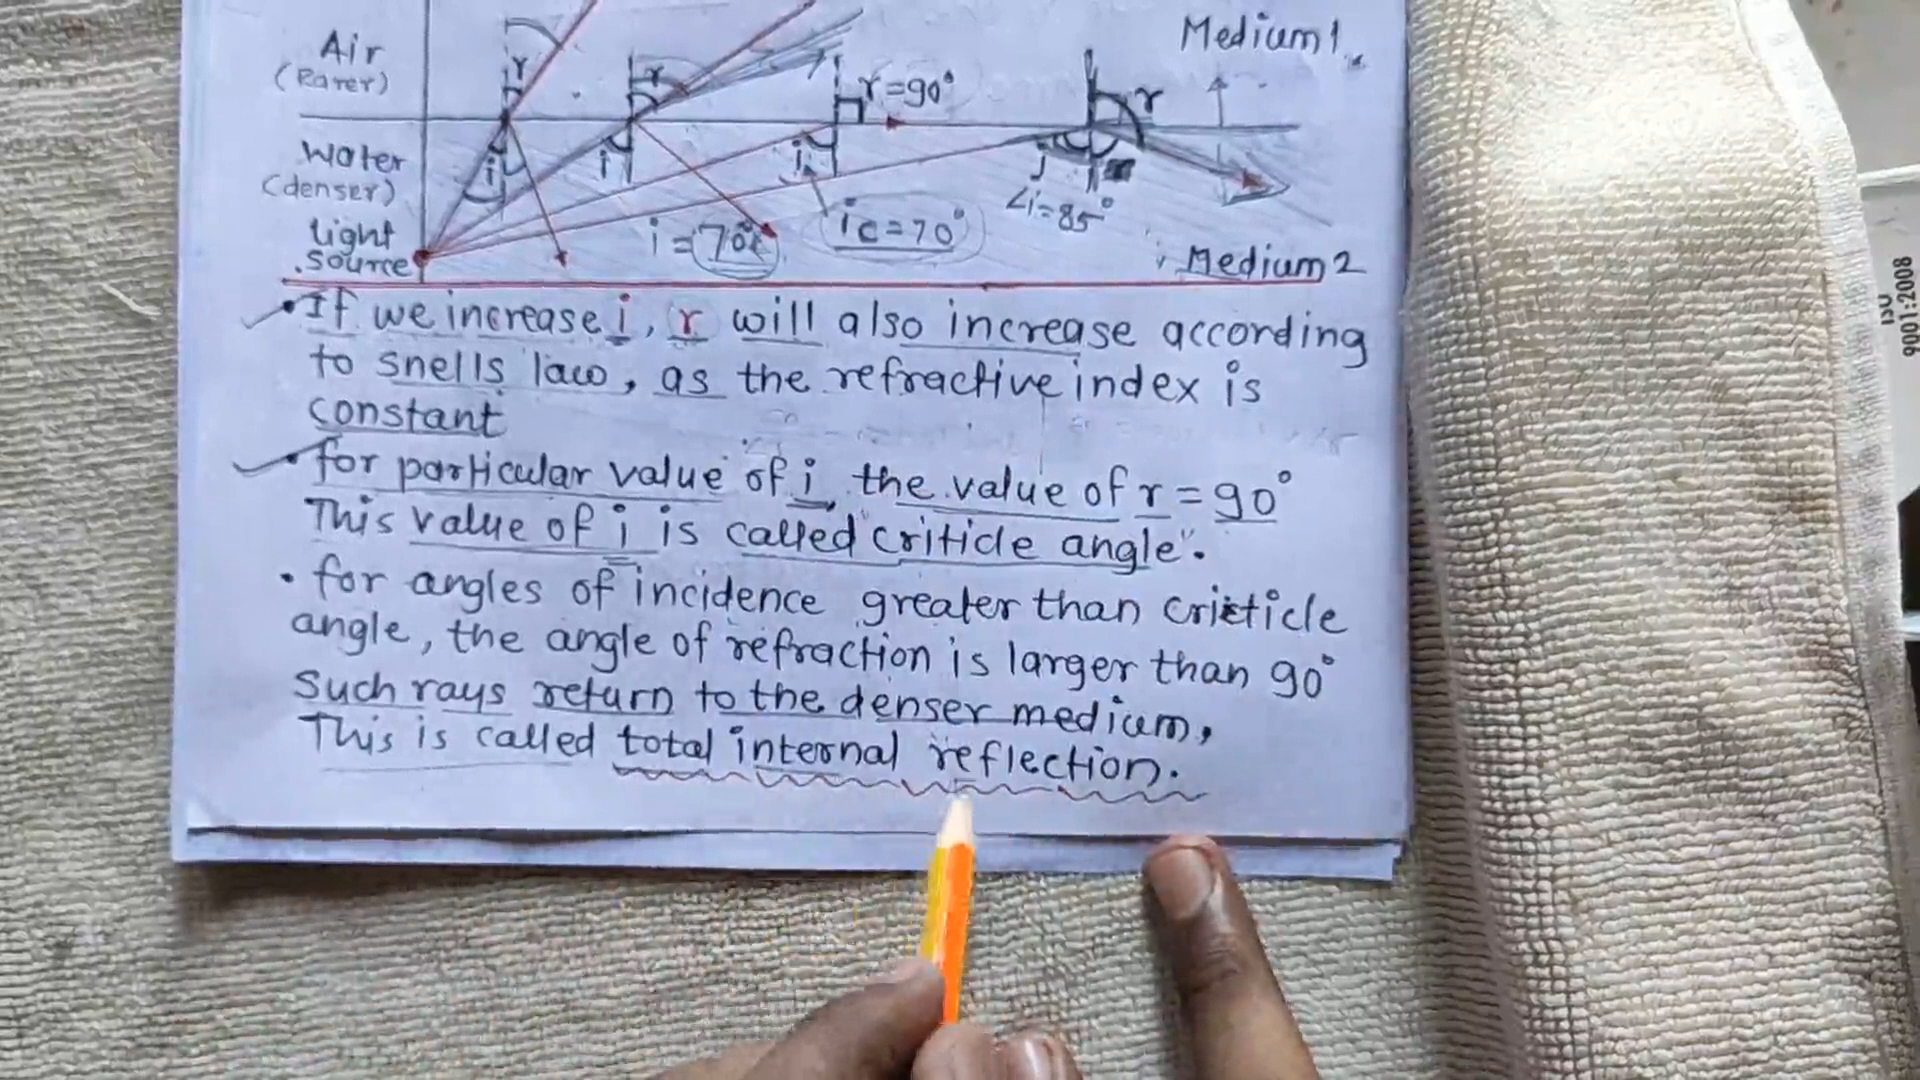 Medium1
Air
(Rarer)
r
r
r=90°
r
Water
(denser)
i
i
i
i
∠i=85°
light
source
i=70°
ic=70°
Medium2
•If we increase i, r will also increase according
to snells law, as the refractive index is
constant
•for particular value of i, the value of r=90°
This value of i is called "criticle angle".
•for angles of incidence greater than criticle
angle, the angle of refraction is larger than 90°
Such rays return to the denser medium,
This is called total internal reflection.
ISO
9001:2008